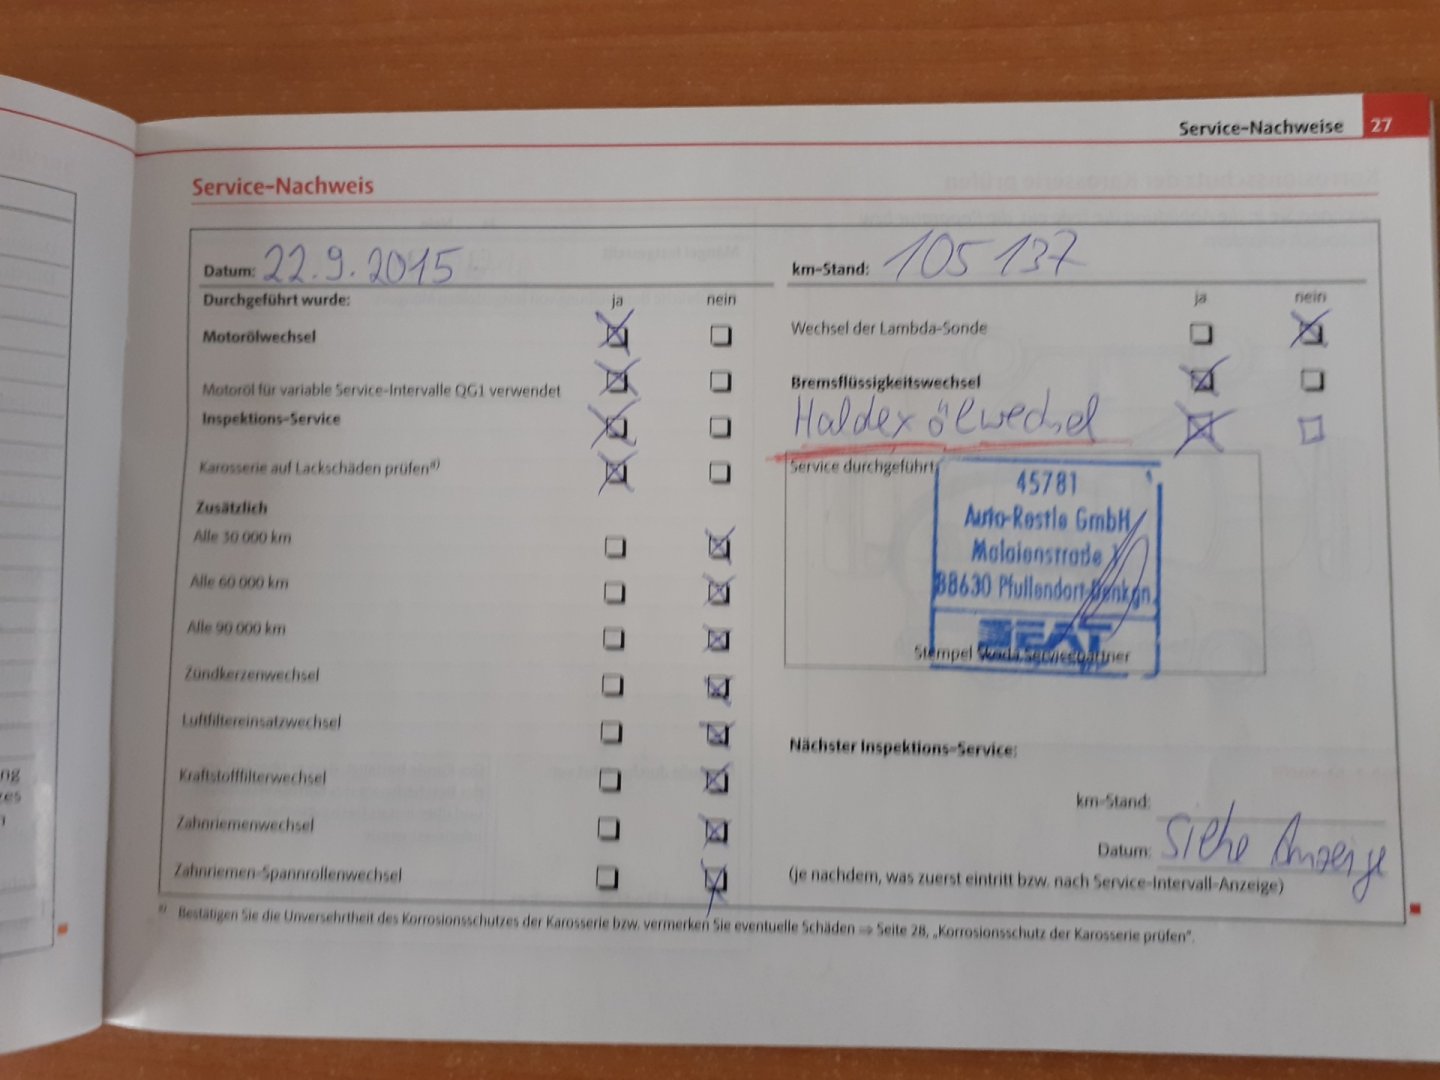 Service-Nachweise 27
Service-Nachweis
Datum: 22.9.2015
Durchgeführt wurde: ja nein
Motorölwechsel
Motoröl für variable Service-Intervalle QG1 verwendet
Inspektions-Service
Karosserie auf Lackschäden prüfen a)
Zusätzlich
Alle 30 000 km
Alle 60 000 km
Alle 90 000 km
Zündkerzenwechsel
Luftfiltereinsatzwechsel
Kraftstofffilterwechsel
Zahnriemenwechsel
Zahnriemen-Spannrollenwechsel
km-Stand: 105 137
ja nein
Wechsel der Lambda-Sonde
Bremsflüssigkeitswechsel
Haldex ölwechsel
Service durchgeführt
45781
Auto-Restle GmbH
88630 Pfullendorf
SEAT
Stempel Skoda Servicepartner
Nächster Inspektions-Service:
km-Stand:
Datum: Siehe Anzeige
(je nachdem, was zuerst eintritt bzw. nach Service-Intervall-Anzeige)
a) Bestätigen Sie die Unversehrtheit des Korrosionsschutzes der Karosserie bzw. vermerken Sie eventuelle Schäden ⇒ Seite 28, „Korrosionsschutz der Karosserie prüfen".